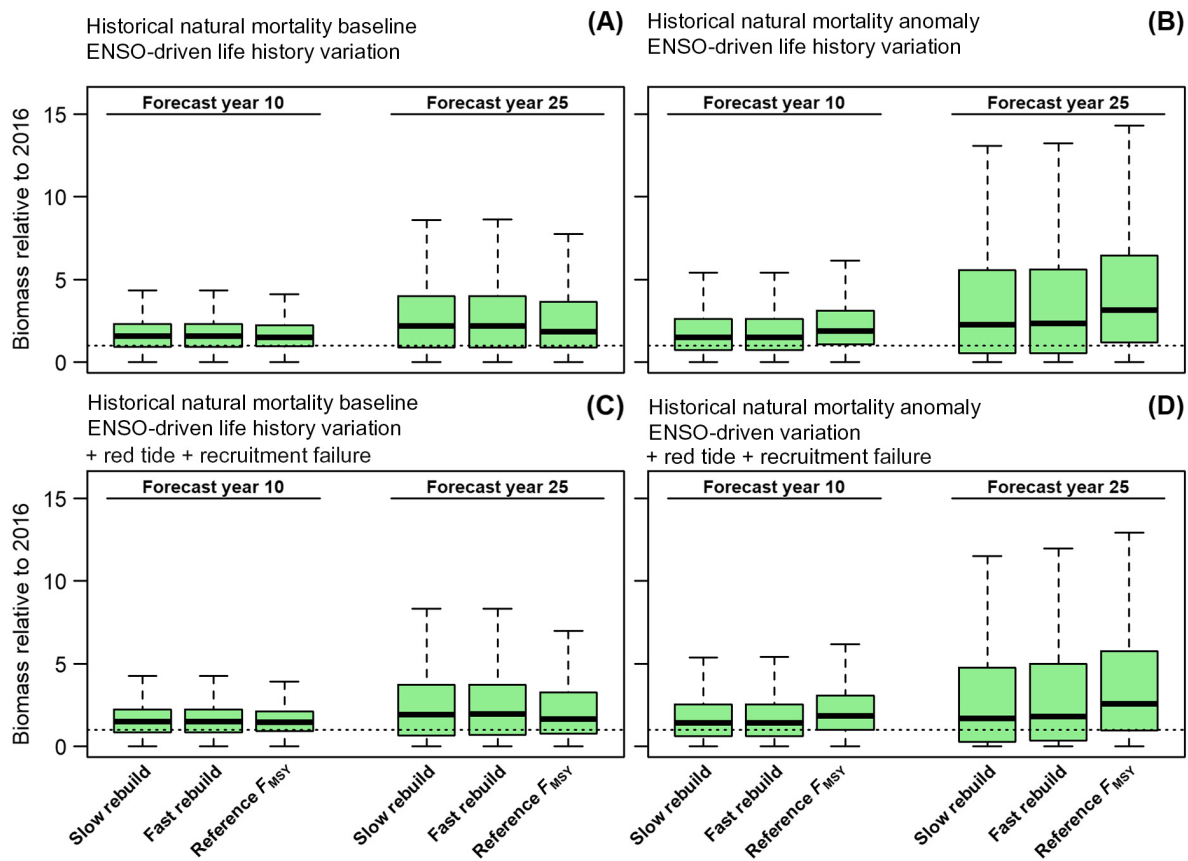 Historical natural mortality baseline
ENSO-driven life history variation
(A)
Forecast year 10
Forecast year 25
Biomass relative to 2016
15
10
5
0
Historical natural mortality anomaly
ENSO-driven life history variation
(B)
Forecast year 10
Forecast year 25
Historical natural mortality baseline
ENSO-driven life history variation
+ red tide + recruitment failure
(C)
Forecast year 10
Forecast year 25
Biomass relative to 2016
15
10
5
0
Slow rebuild
Fast rebuild
Reference FMSY
Slow rebuild
Fast rebuild
Reference FMSY
Historical natural mortality anomaly
ENSO-driven variation
+ red tide + recruitment failure
(D)
Forecast year 10
Forecast year 25
Slow rebuild
Fast rebuild
Reference FMSY
Slow rebuild
Fast rebuild
Reference FMSY